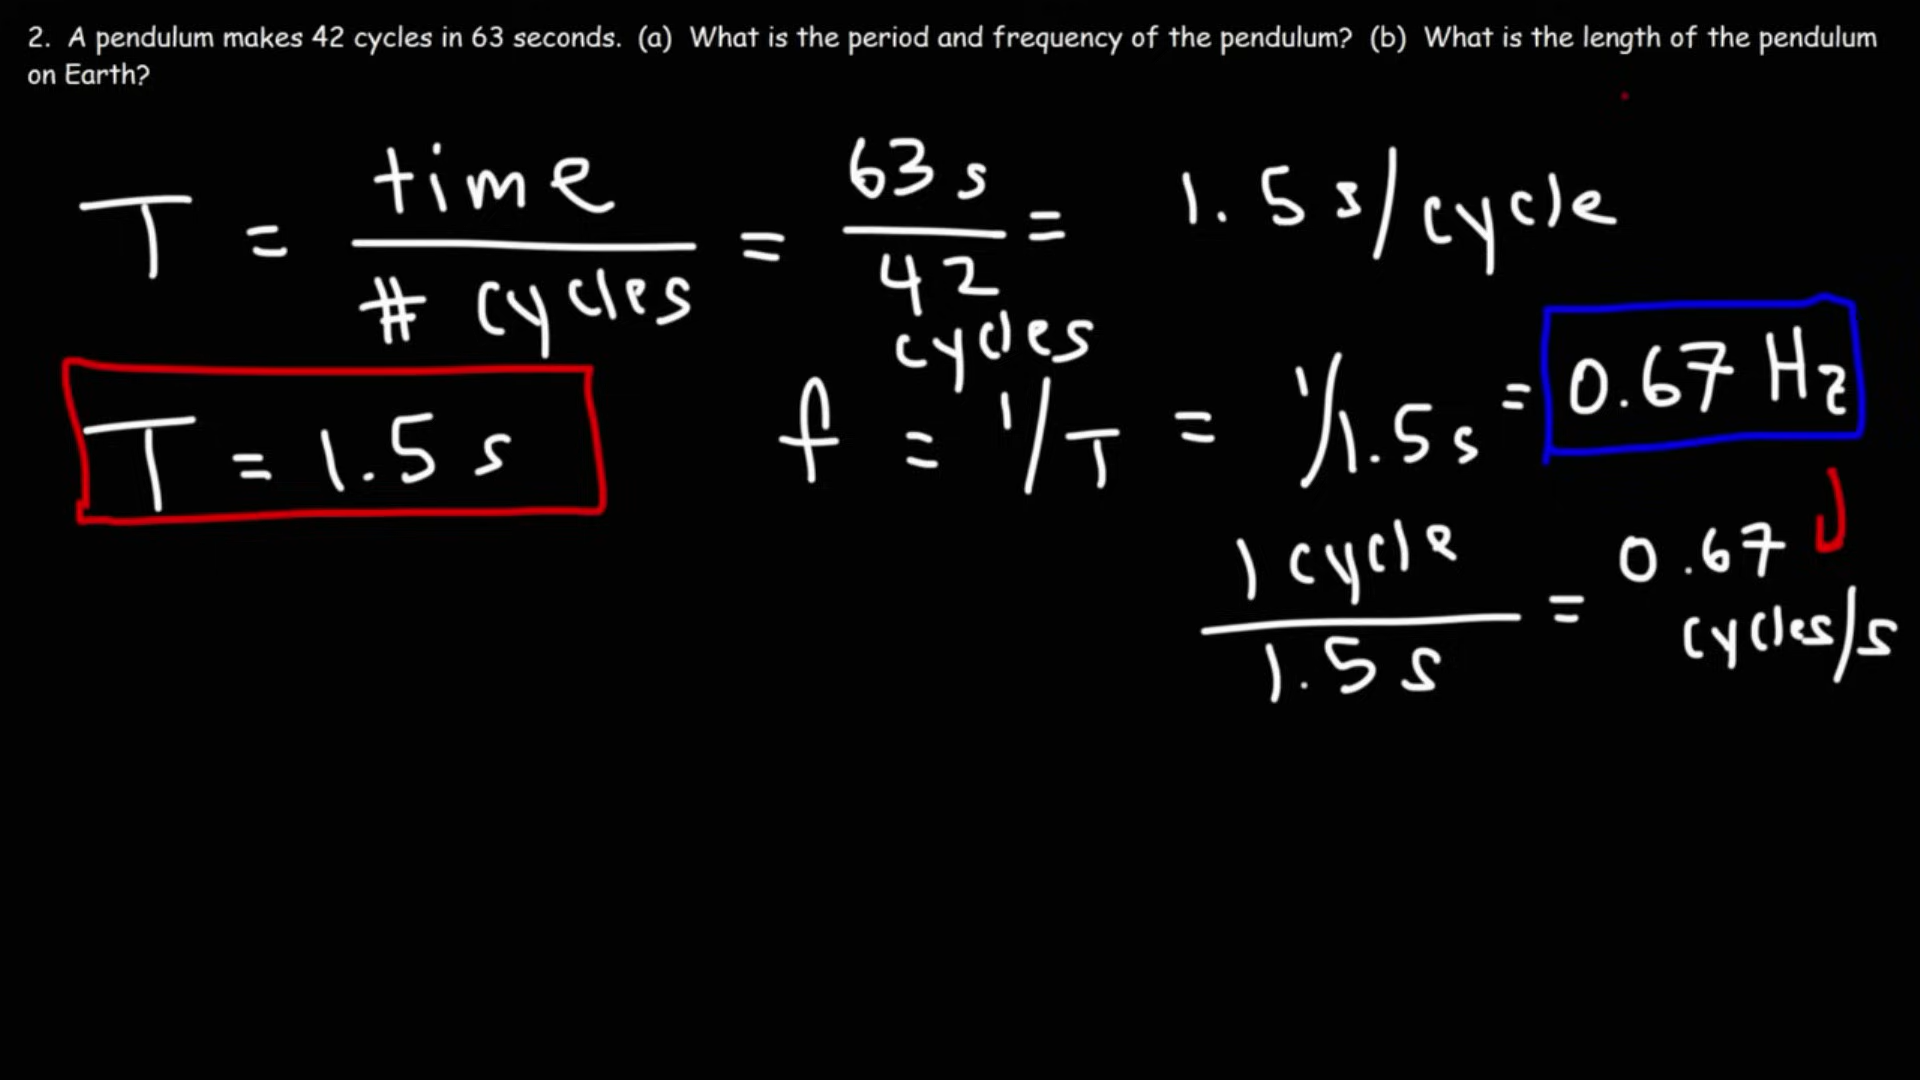 2. A pendulum makes 42 cycles in 63 seconds. (a) What is the period and frequency of the pendulum? (b) What is the length of the pendulum
on Earth?
T = time / # cycles = 63 s / 42 cycles = 1.5 s/cycle
T = 1.5 s
f = 1/T = 1/1.5 s = 0.67 Hz
1 cycle / 1.5 s = 0.67 cycles/s